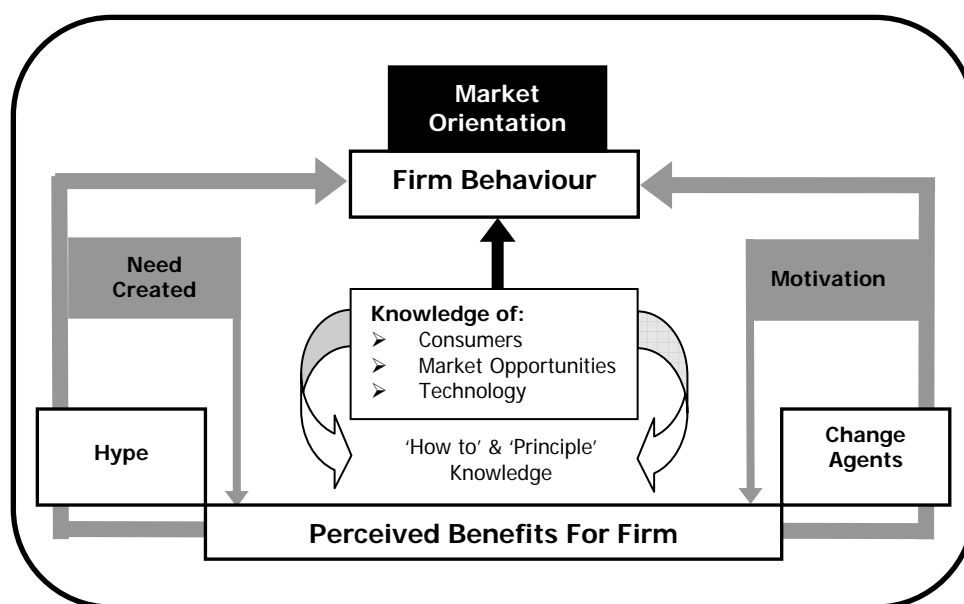 Market
Orientation
Firm Behaviour
Need
Created
Motivation
Knowledge of:
➢ Consumers
➢ Market Opportunities
➢ Technology
Hype
'How to' & 'Principle'
Knowledge
Change
Agents
Perceived Benefits For Firm